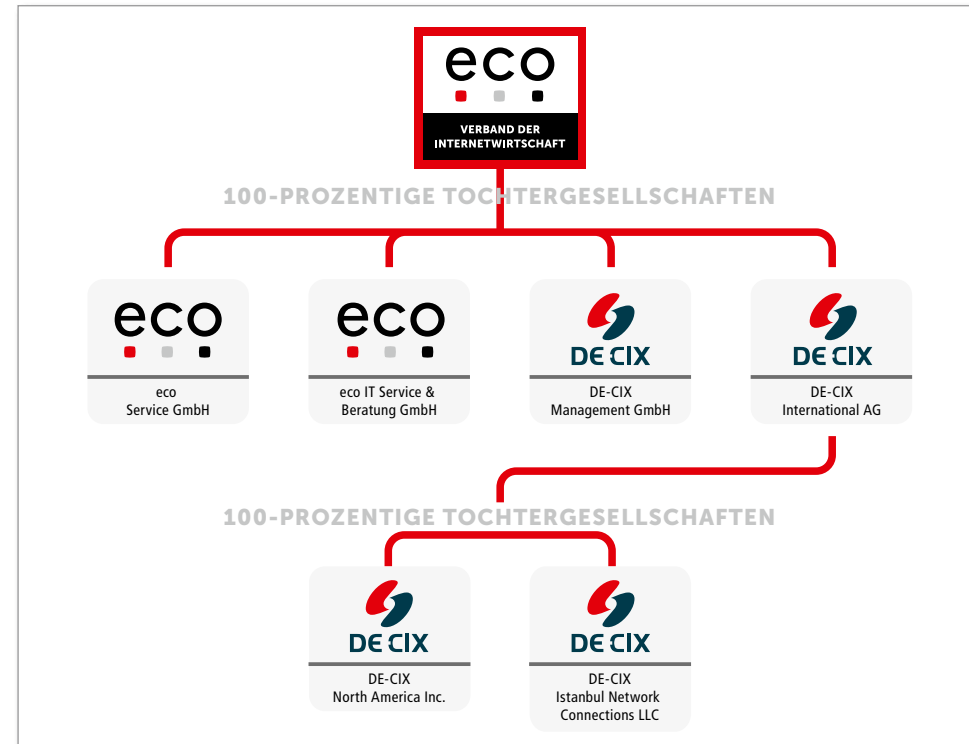 eco
VERBAND DER
INTERNETWIRTSCHAFT
100-PROZENTIGE TOCHTERGESELLSCHAFTEN
eco
eco
Service GmbH
eco
eco IT Service &
Beratung GmbH
DE CIX
DE-CIX
Management GmbH
DE CIX
DE-CIX
International AG
100-PROZENTIGE TOCHTERGESELLSCHAFTEN
DE CIX
DE-CIX
North America Inc.
DE CIX
DE-CIX
Istanbul Network
Connections LLC